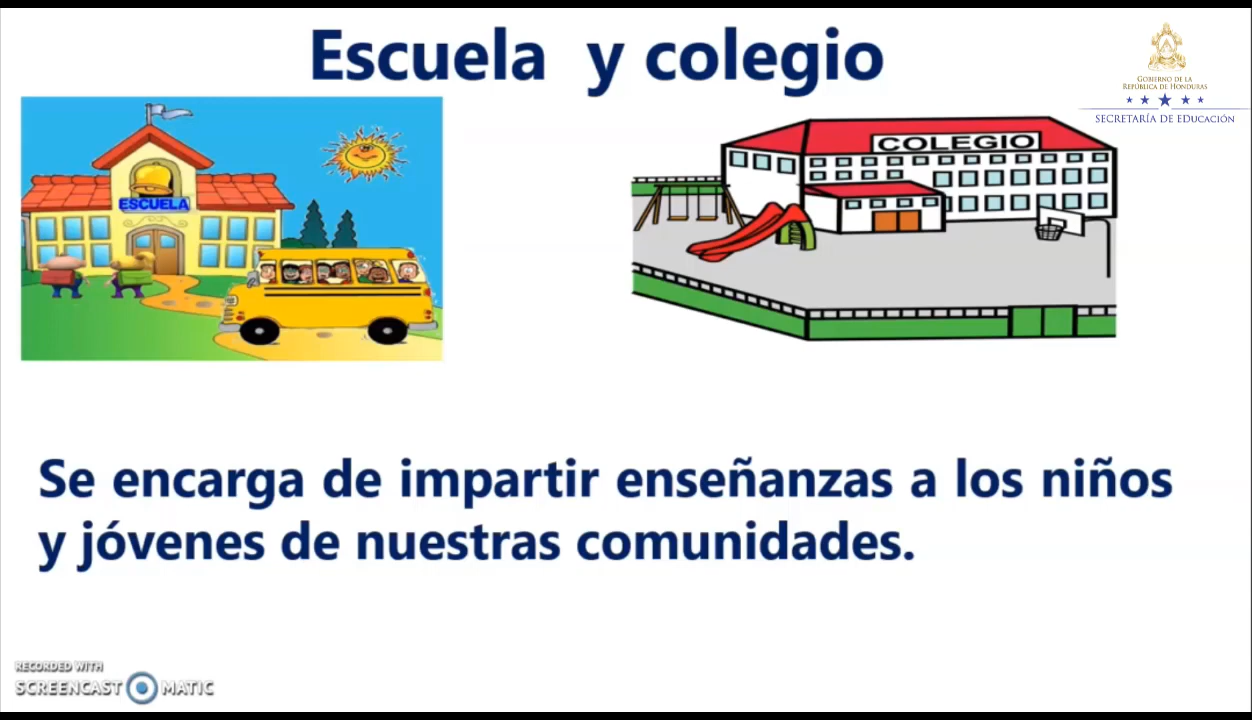 Escuela y colegio
GOBIERNO DE LA
REPÚBLICA DE HONDURAS
SECRETARÍA DE EDUCACIÓN
ESCUELA
COLEGIO
Se encarga de impartir enseñanzas a los niños
y jóvenes de nuestras comunidades.
RECORDED WITH
SCREENCAST MATIC